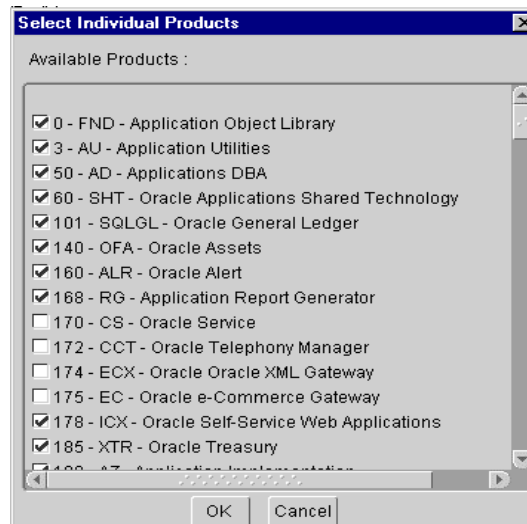 Select Individual Products
Available Products :
0 - FND - Application Object Library
3 - AU - Application Utilities
50 - AD - Applications DBA
60 - SHT - Oracle Applications Shared Technology
101 - SQLGL - Oracle General Ledger
140 - OFA - Oracle Assets
160 - ALR - Oracle Alert
168 - RG - Application Report Generator
170 - CS - Oracle Service
172 - CCT - Oracle Telephony Manager
174 - ECX - Oracle Oracle XML Gateway
175 - EC - Oracle e-Commerce Gateway
178 - ICX - Oracle Self-Service Web Applications
185 - XTR - Oracle Treasury
OK Cancel